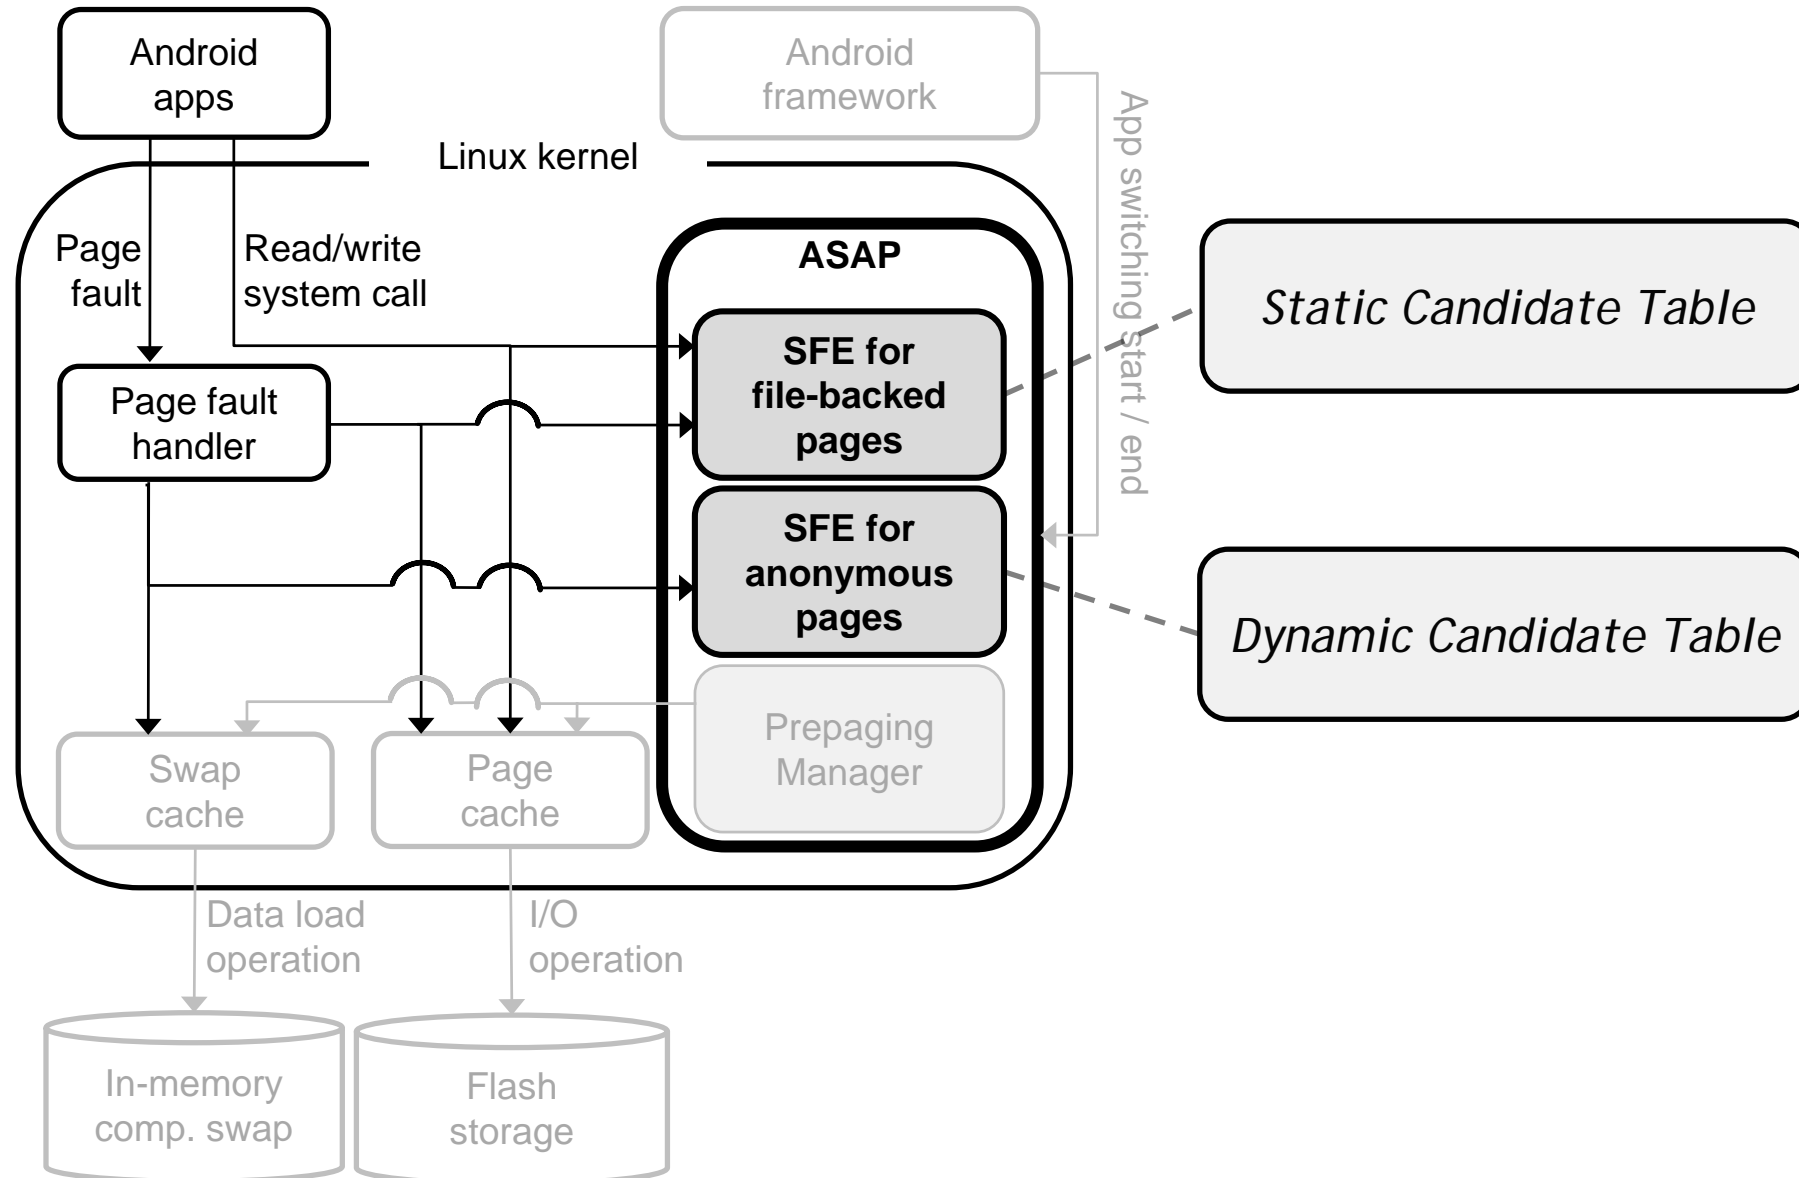 Android
apps
Android
framework
Linux kernel
App switching start / end
Page
fault
Read/write
system call
ASAP
SFE for
file-backed
pages
Static Candidate Table
Page fault
handler
SFE for
anonymous
pages
Dynamic Candidate Table
Prepaging
Manager
Swap
cache
Page
cache
Data load
operation
I/O
operation
In-memory
comp. swap
Flash
storage